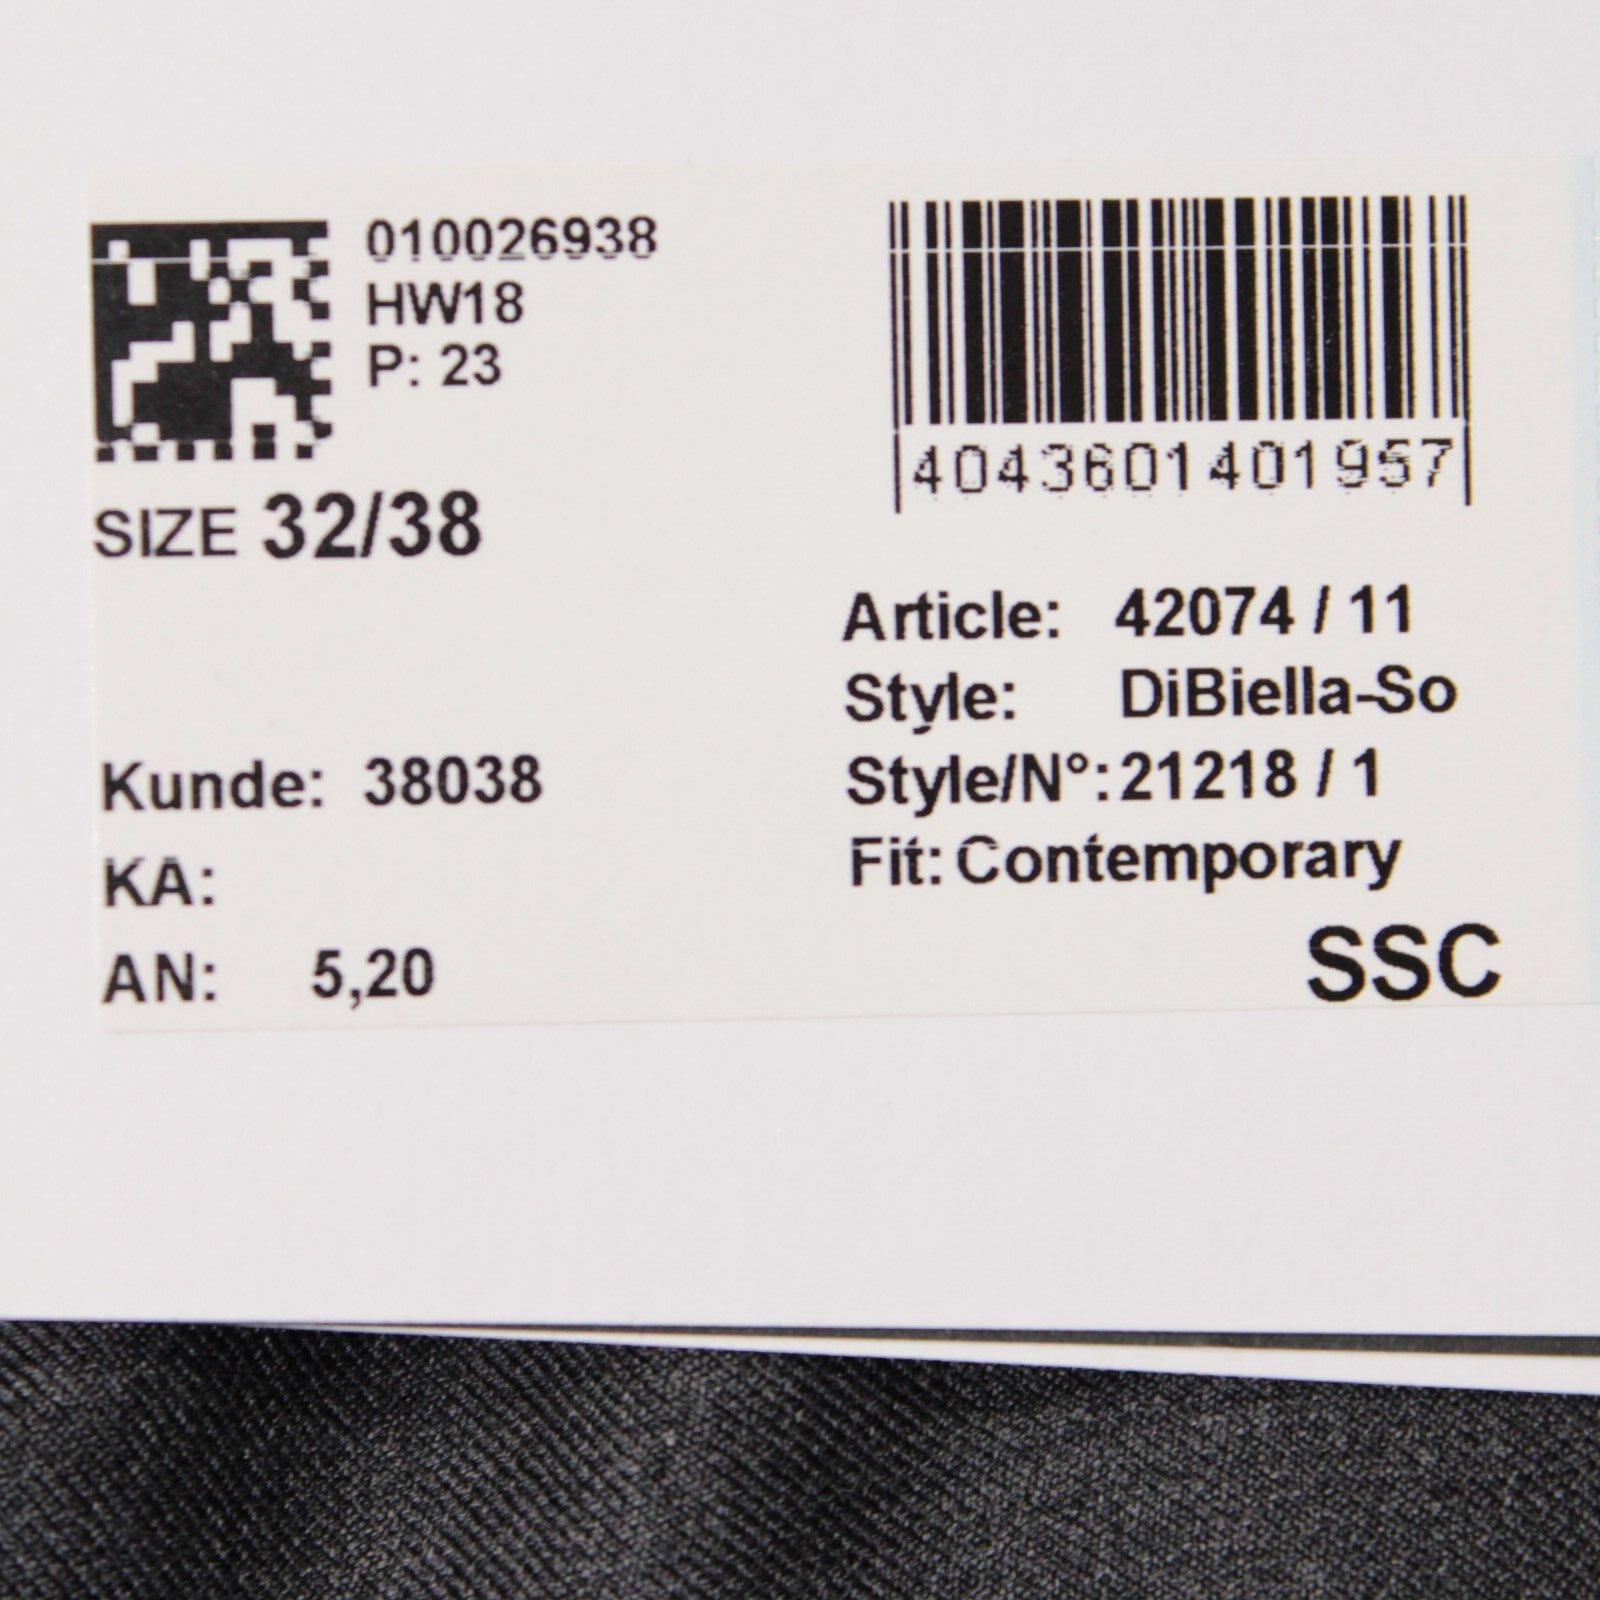 010026938
HW18
P: 23
SIZE 32/38
Kunde: 38038
KA:
AN: 5,20
4043601401957
Article: 42074 / 11
Style: DiBiella-So
Style/N°: 21218 / 1
Fit: Contemporary
SSC